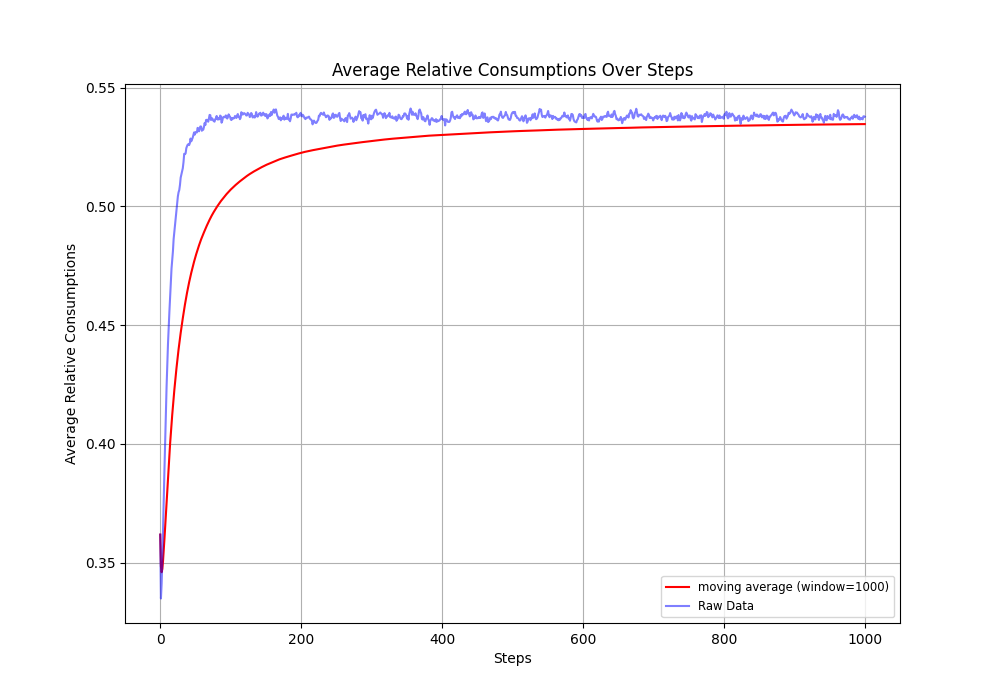 Average Relative Consumptions Over Steps
0.55
0.50
0.45
0.40
0.35
Average Relative Consumptions
moving average (window=1000)
Raw Data
0 200 400 600 800 1000
Steps